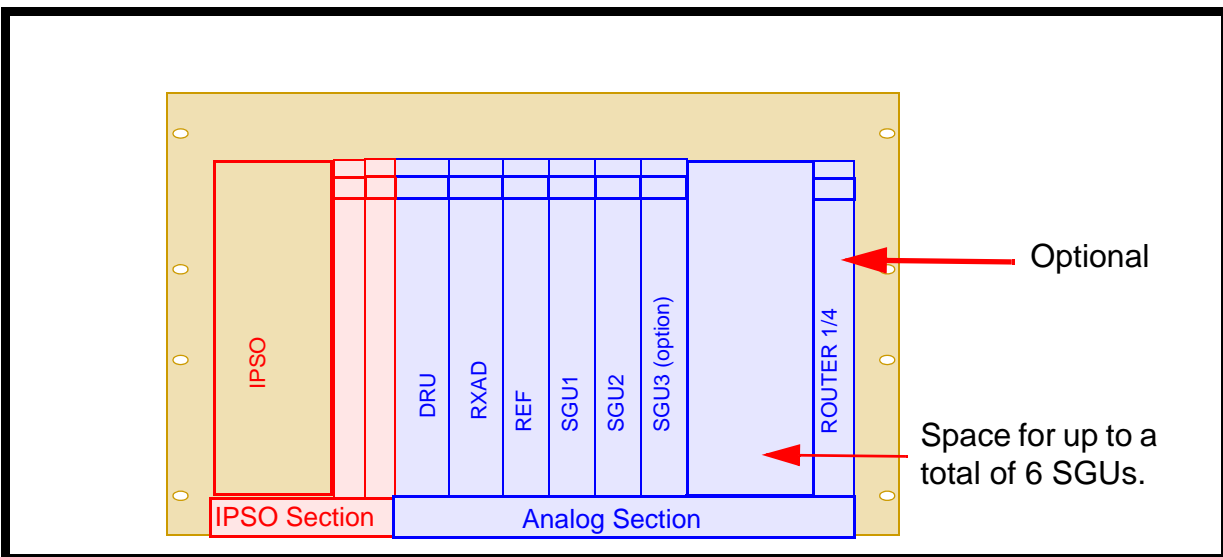 Optional
IPSO
DRU
RXAD
REF
SGU1
SGU2
SGU3 (option)
ROUTER 1/4
Space for up to a
total of 6 SGUs.
IPSO Section
Analog Section